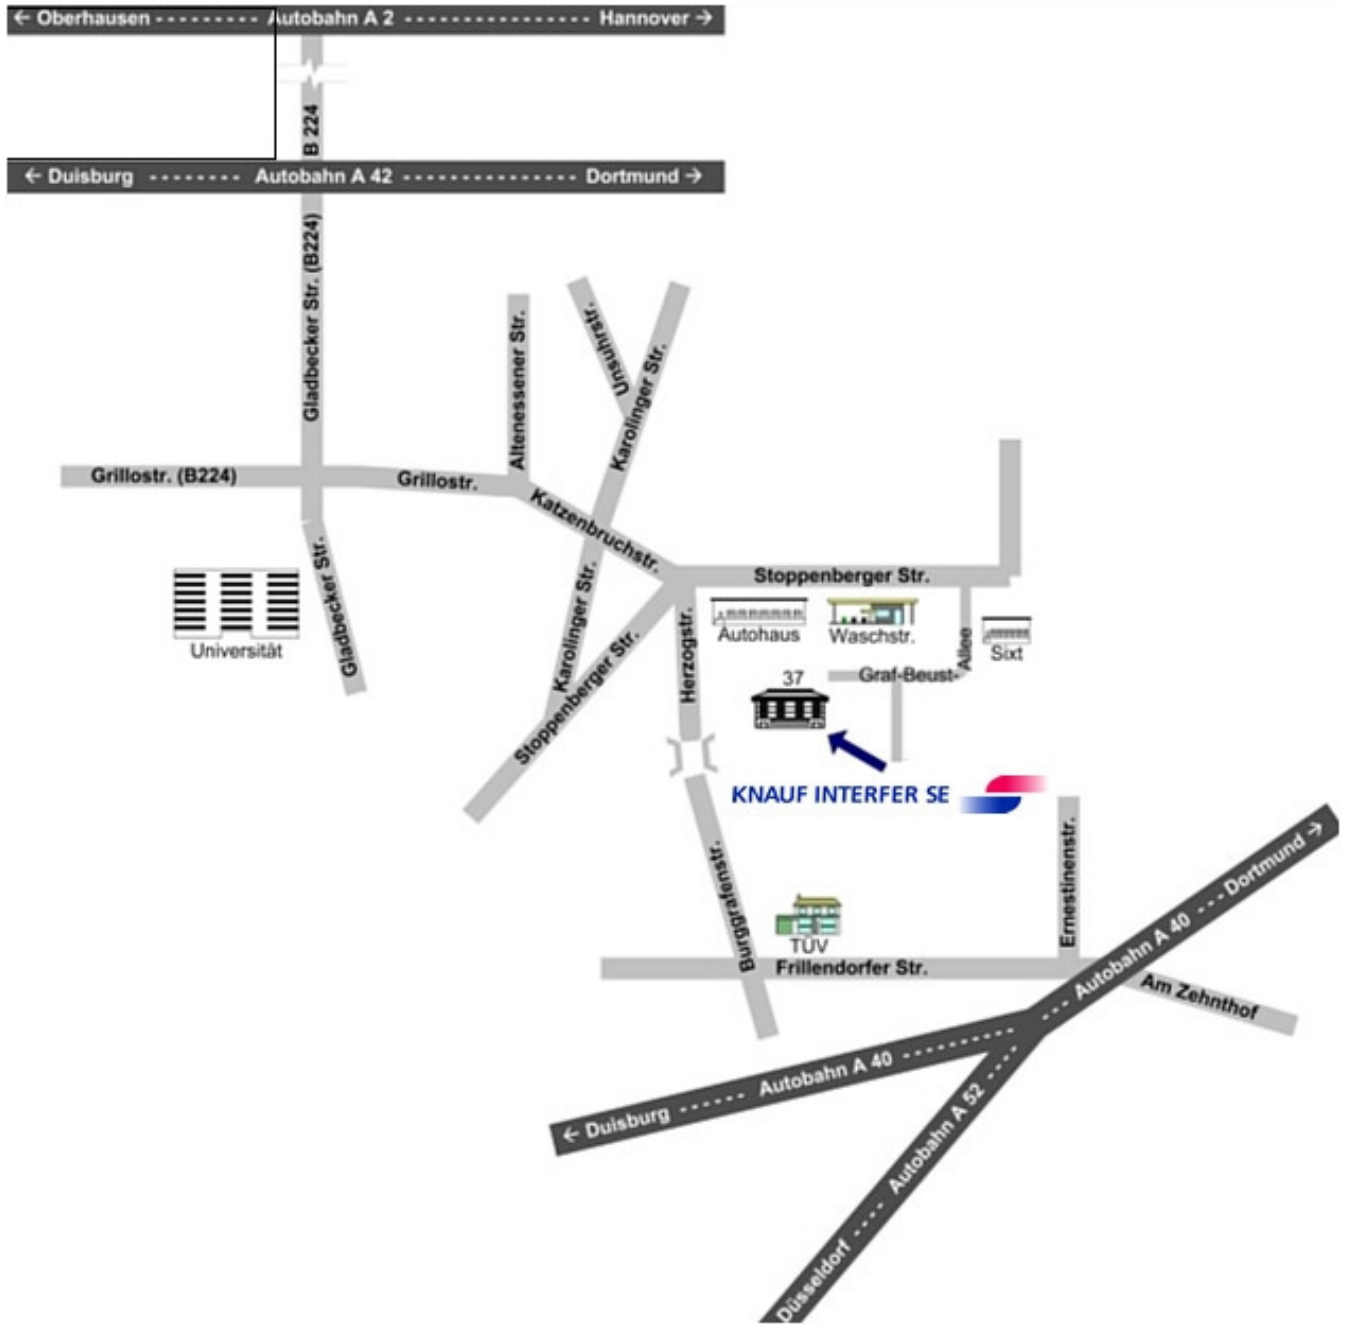 ← Oberhausen --------- Autobahn A 2 ---------------- Hannover →
B 224
← Duisburg -------- Autobahn A 42 --------------- Dortmund →
Gladbecker Str. (B224)
Altenessener Str.
Unsuhrstr.
Karolinger Str.
Grillostr. (B224)
Grillostr.
Katzenbruchstr.
Gladbecker Str.
Universität
Karolinger Str.
Stoppenberger Str.
Stoppenberger Str.
Herzogstr.
Autohaus
Waschstr.
Sixt
Graf-Beust-
Allee
37
KNAUF INTERFER SE
Burggrafenstr.
TÜV
Ernestinenstr.
Frillendorfer Str.
Autobahn A 40 --- Dortmund →
Am Zehnthof
← Duisburg ------ Autobahn A 40 ----------
Düsseldorf ---- Autobahn A 52 ----